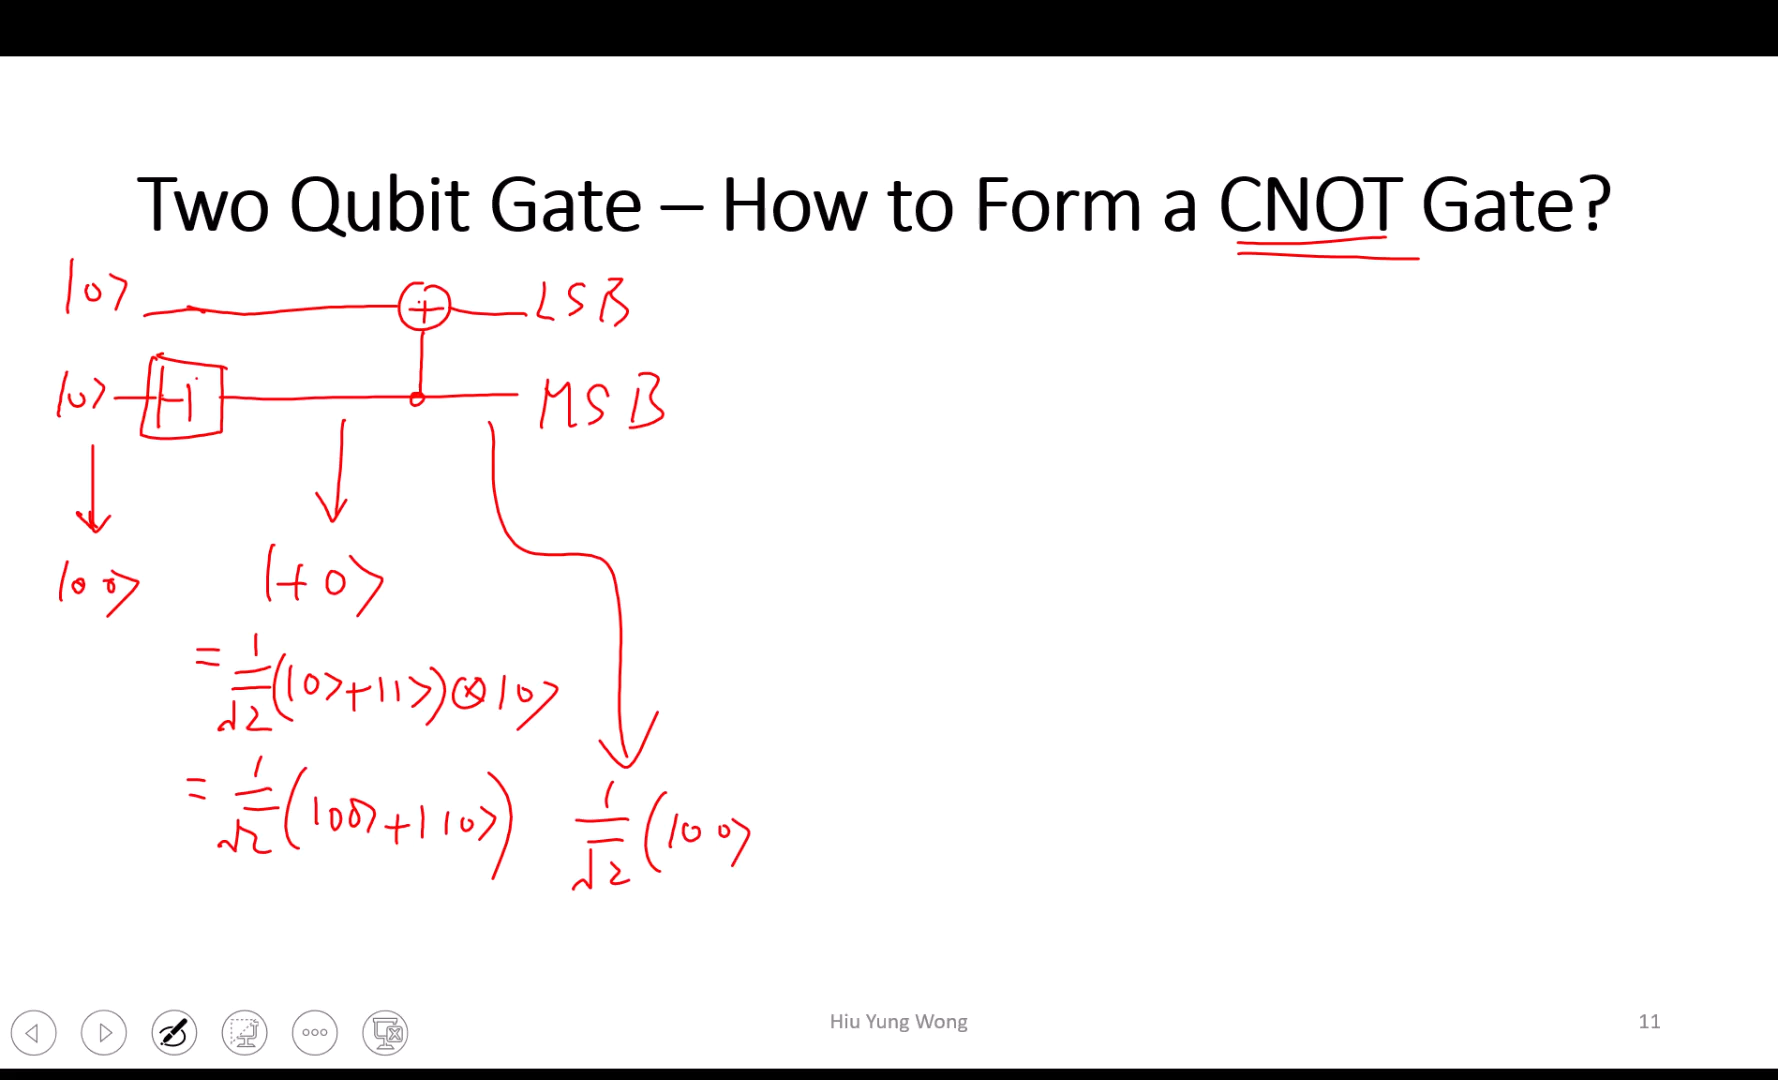 Two Qubit Gate – How to Form a CNOT Gate?
|0⟩ + LSB
|0⟩ H MSB
|00⟩ |+0⟩
= 1/√2 (|0⟩+|1⟩)⊗|0⟩
= 1/√2 (|00⟩+|10⟩) 1/√2 (|00⟩
Hiu Yung Wong 11